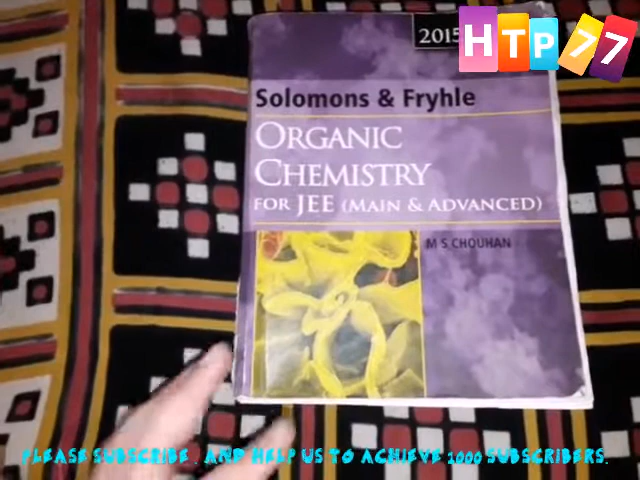 2015
HTP77
Solomons & Fryhle
ORGANIC
CHEMISTRY
FOR JEE (MAIN & ADVANCED)
M S CHOUHAN
PLEASE SUBSCRIBE. AND HELP US TO ACHIEVE 1000 SUBSCRIBERS.